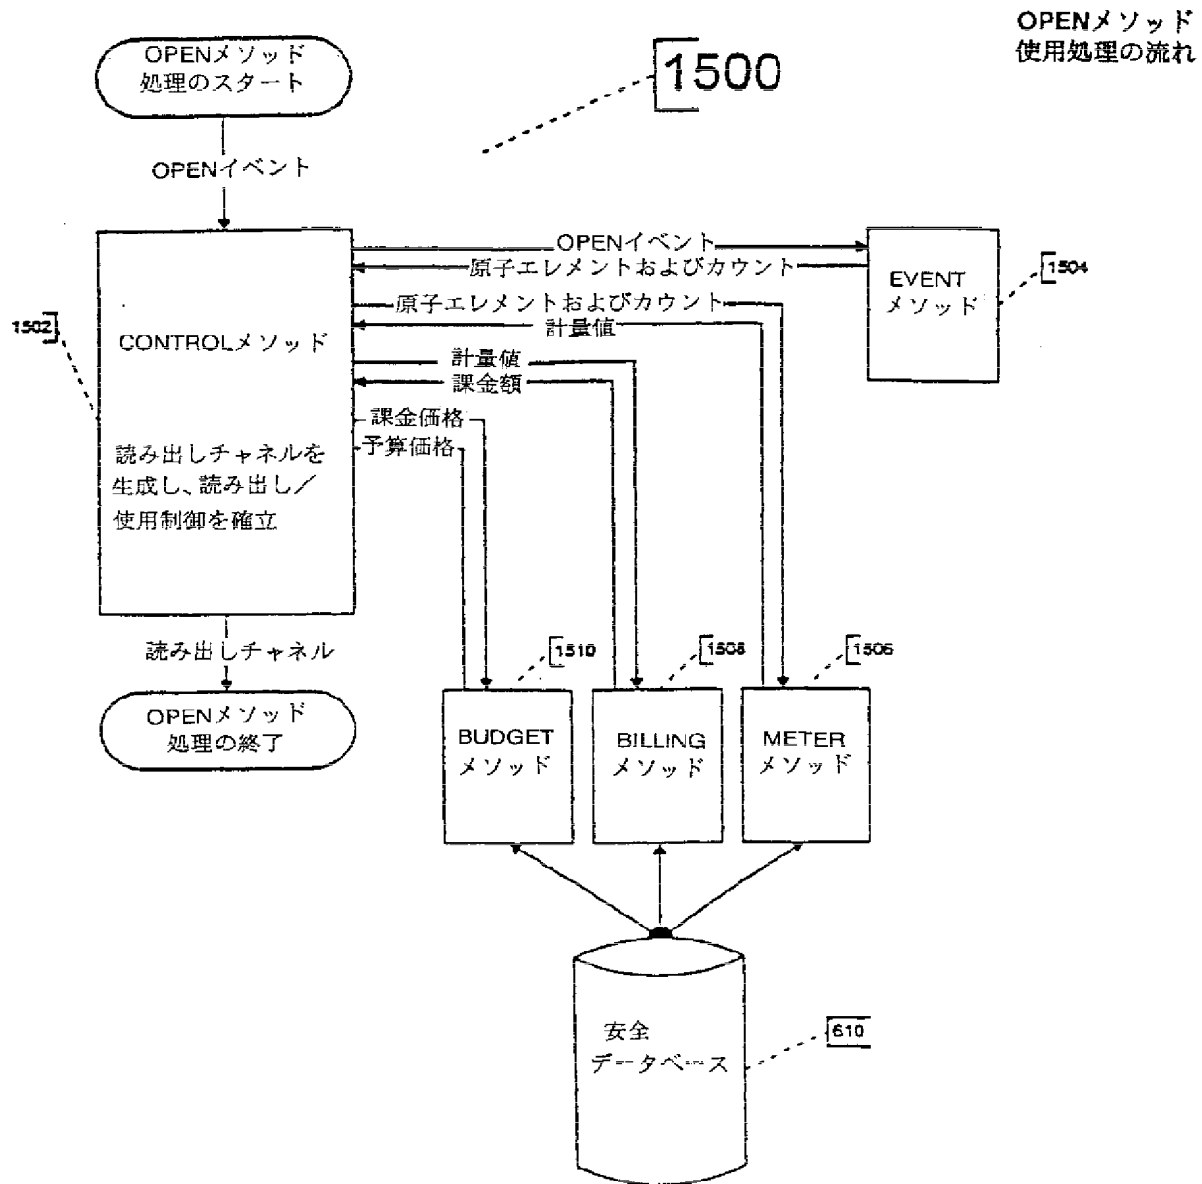 OPENメソッド
使用処理の流れ
OPENメソッド
処理のスタート
1500
OPENイベント
OPENイベント
原子エレメントおよびカウント
EVENT
メソッド
1504
原子エレメントおよびカウント
計量値
1502
CONTROLメソッド
計量値
課金額
課金価格
予算価格
読み出しチャネルを
生成し、読み出し／
使用制御を確立
読み出しチャネル
1510
1508
1506
OPENメソッド
処理の終了
BUDGET
メソッド
BILLING
メソッド
METER
メソッド
安全
データベース
610